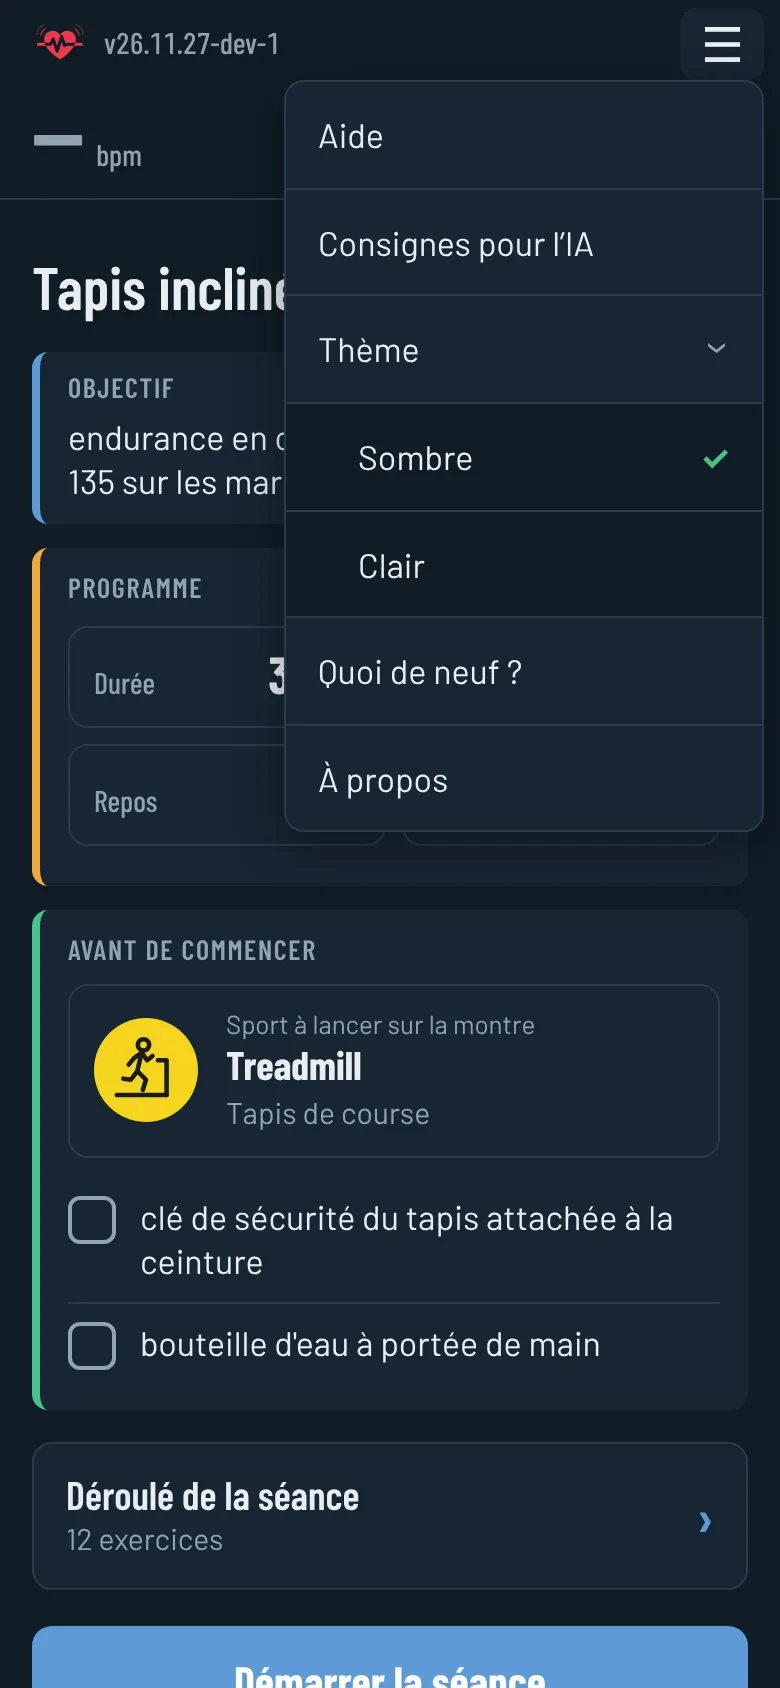 v26.11.27-dev-1
bpm
Aide
Consignes pour l’IA
Thème
Sombre
Clair
Quoi de neuf ?
À propos
Tapis incliné
OBJECTIF
endurance en
135 sur les mar
PROGRAMME
Durée 3
Repos
AVANT DE COMMENCER
Sport à lancer sur la montre
Treadmill
Tapis de course
clé de sécurité du tapis attachée à la
ceinture
bouteille d'eau à portée de main
Déroulé de la séance
12 exercices
Démarrer la séance